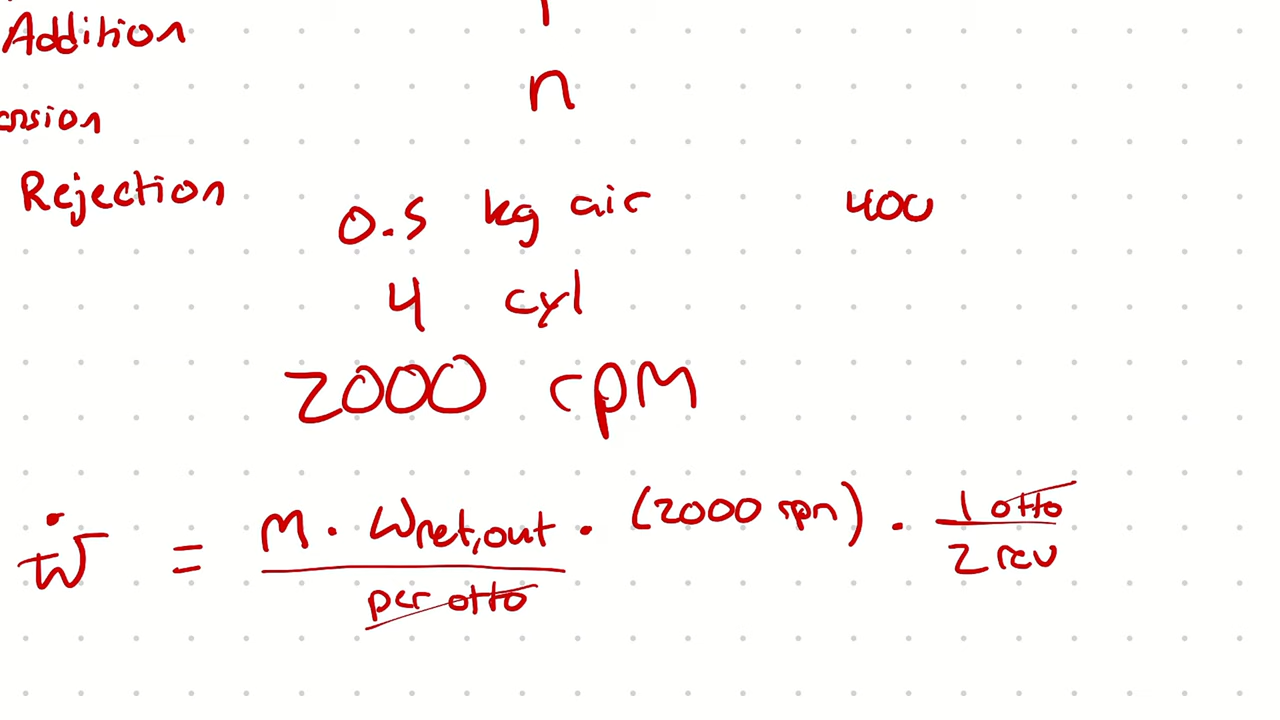 Addition
n
ension
Rejection
0.5 kg air 400
4 cyl
2000 rpm
Ẇ = m · wnet,out / per otto · (2000 rpm) · 1 otto / 2 rev